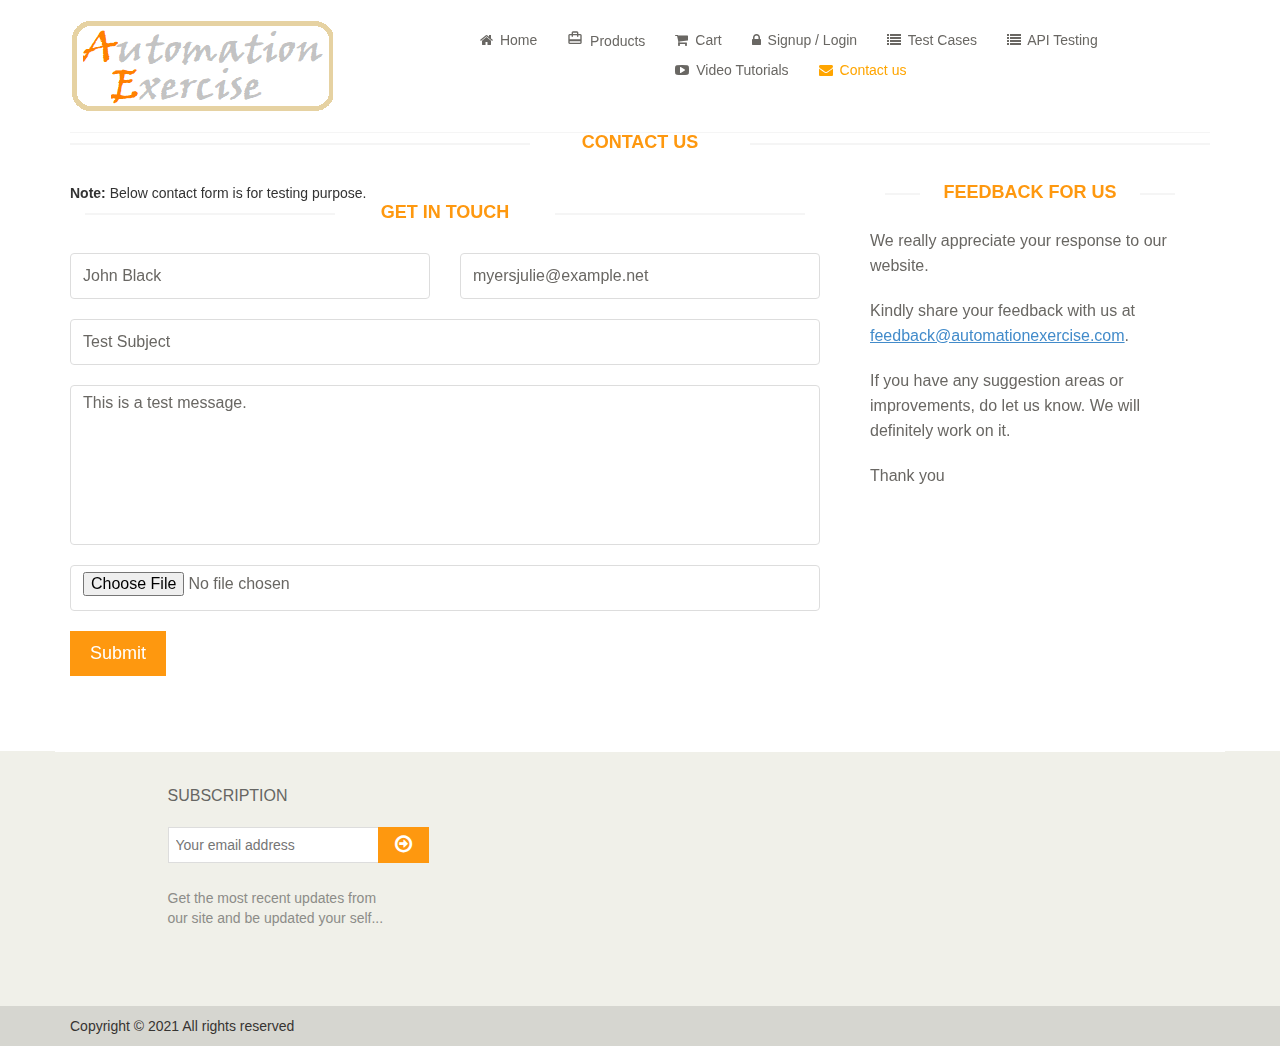 Automation
Exercise
Home
Products
Cart
Signup / Login
Test Cases
API Testing
Video Tutorials
Contact us
CONTACT US
Note: Below contact form is for testing purpose.
GET IN TOUCH
John Black
myersjulie@example.net
Test Subject
This is a test message.
Choose File No file chosen
Submit
FEEDBACK FOR US
We really appreciate your response to our
website.
Kindly share your feedback with us at
feedback@automationexercise.com.
If you have any suggestion areas or
improvements, do let us know. We will
definitely work on it.
Thank you
SUBSCRIPTION
Your email address
Get the most recent updates from
our site and be updated your self...
Copyright © 2021 All rights reserved